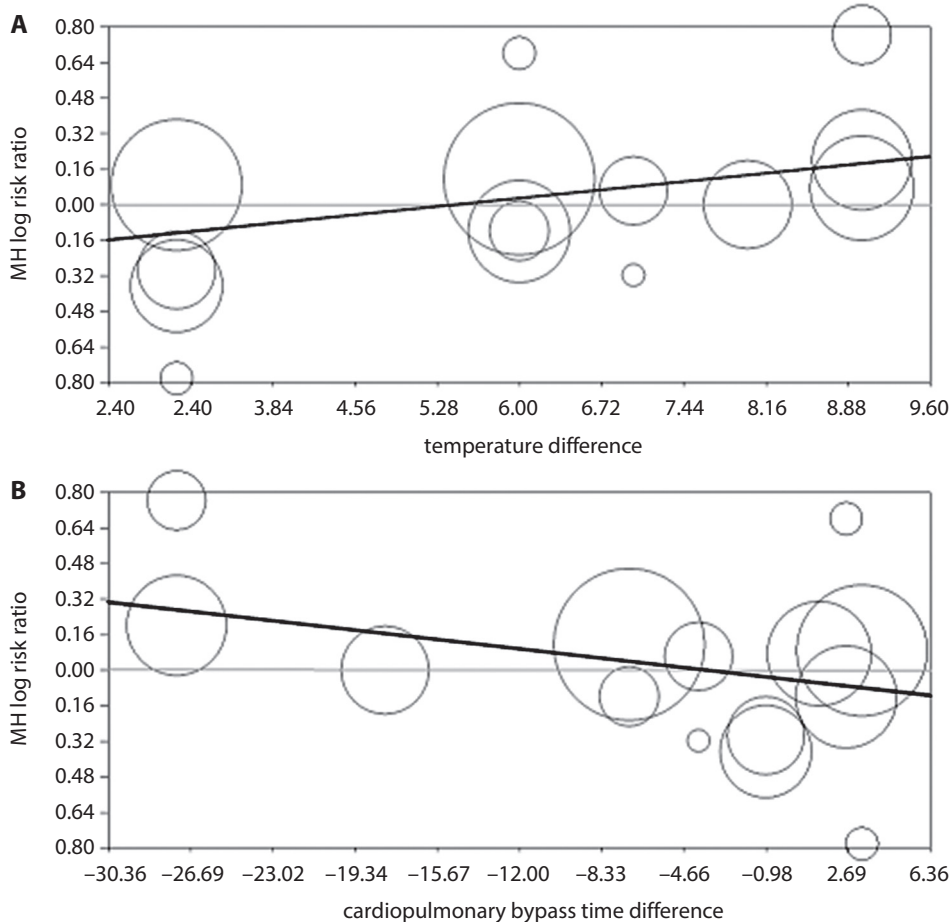 A
0.80
0.64
0.48
0.32
0.16
0.00
0.16
0.32
0.48
0.64
0.80
MH log risk ratio
2.40 2.40 3.84 4.56 5.28 6.00 6.72 7.44 8.16 8.88 9.60
temperature difference
B
0.80
0.64
0.48
0.32
0.16
0.00
0.16
0.32
0.48
0.64
0.80
MH log risk ratio
–30.36 –26.69 –23.02 –19.34 –15.67 –12.00 –8.33 –4.66 –0.98 2.69 6.36
cardiopulmonary bypass time difference